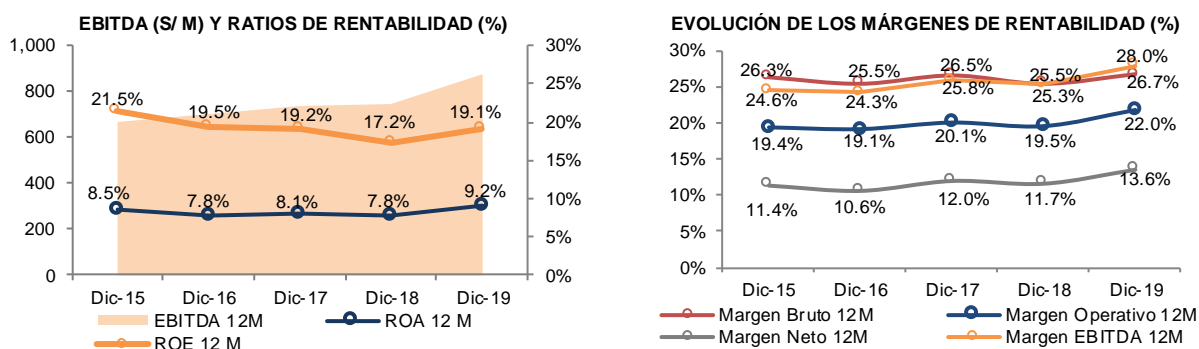 EBITDA (S/ M) Y RATIOS DE RENTABILIDAD (%)
1,000 30%
25%
800
21.5% 19.5% 19.2% 17.2% 19.1%
20%
600
15%
400
8.5% 7.8% 8.1% 7.8% 9.2%
10%
200
5%
0 0%
Dic-15 Dic-16 Dic-17 Dic-18 Dic-19
EBITDA 12M ROA 12 M
ROE 12 M
EVOLUCIÓN DE LOS MÁRGENES DE RENTABILIDAD (%)
30%
26.3% 25.5% 26.5% 25.5% 28.0%
25%
24.6% 24.3% 25.8% 25.3% 26.7%
20%
19.4% 19.1% 20.1% 19.5% 22.0%
15%
11.4% 10.6% 12.0% 11.7% 13.6%
10%
5%
0%
Dic-15 Dic-16 Dic-17 Dic-18 Dic-19
Margen Bruto 12M Margen Operativo 12M
Margen Neto 12M Margen EBITDA 12M